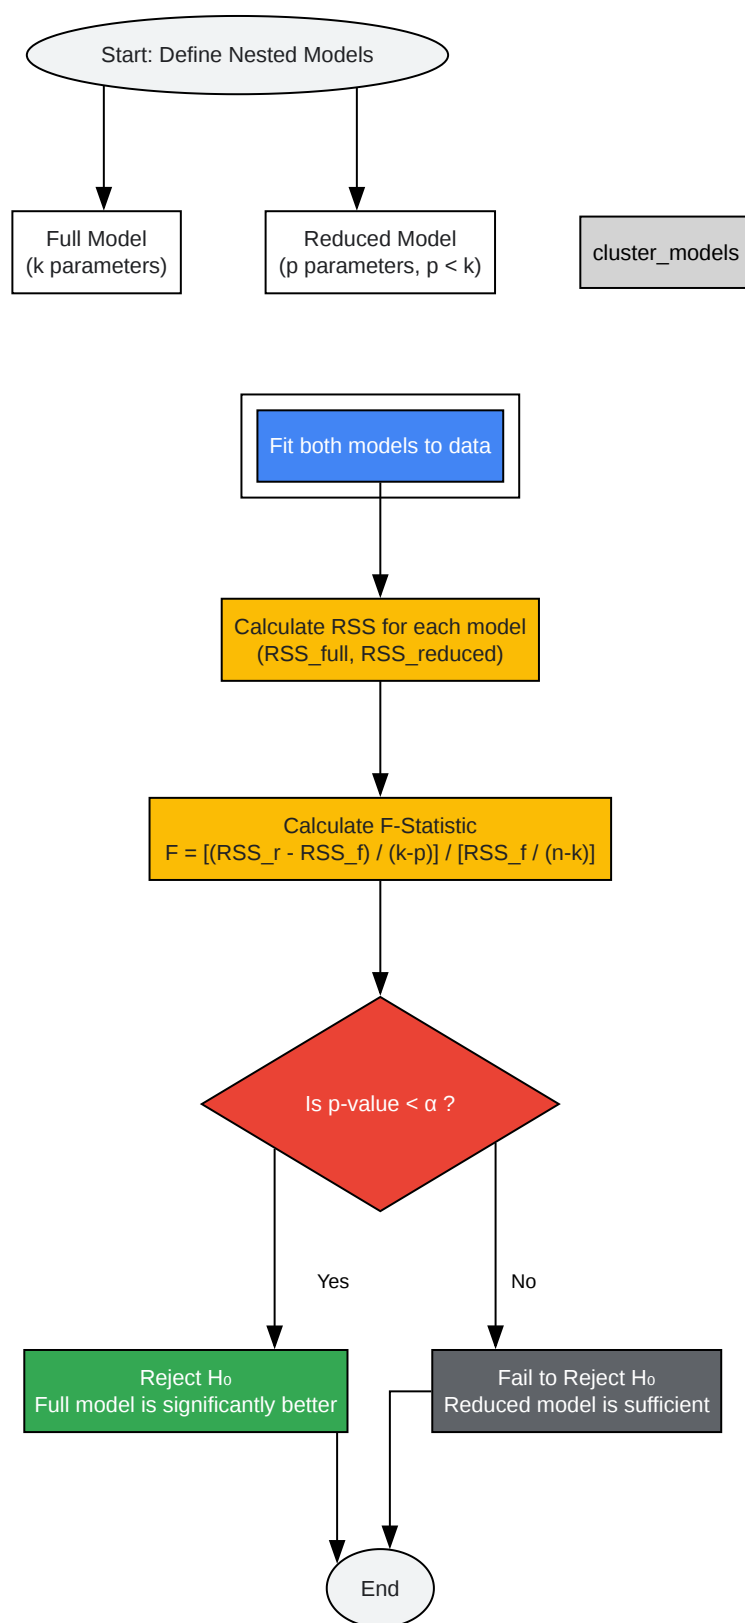 Start: Define Nested Models
Full Model
(k parameters)
Reduced Model
(p parameters, p < k)
cluster_models
Fit both models to data
Calculate RSS for each model
(RSS_full, RSS_reduced)
Calculate F-Statistic
F = [(RSS_r - RSS_f) / (k-p)] / [RSS_f / (n-k)]
Is p-value < α ?
Yes
No
Reject H₀
Full model is significantly better
Fail to Reject H₀
Reduced model is sufficient
End